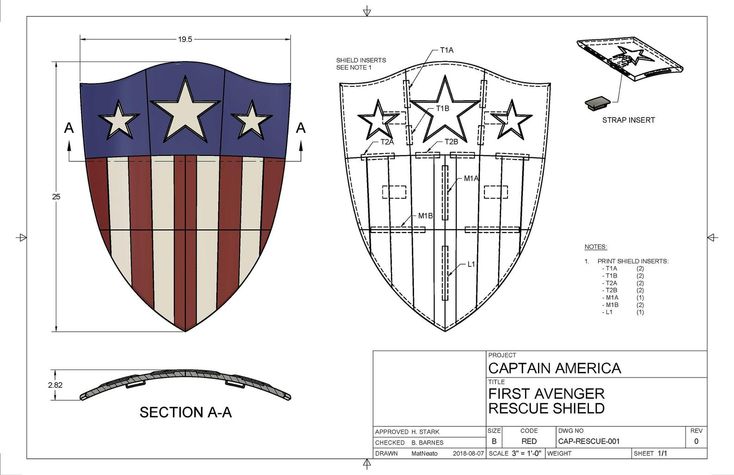 19.5
25
A
A
2.82
SECTION A-A
SHIELD INSERTS
SEE NOTE 1
T1A
T1B
T2A
T2B
M1A
M1B
L1
STRAP INSERT
NOTES:
1. PRINT SHIELD INSERTS:
- T1A (2)
- T1B (2)
- T2A (2)
- T2B (2)
- M1A (1)
- M1B (2)
- L1 (1)
PROJECT
CAPTAIN AMERICA
TITLE
FIRST AVENGER
RESCUE SHIELD
APPROVED H. STARK
CHECKED B. BARNES
DRAWN MatNeato 2018-08-07
SIZE CODE DWG NO REV
B RED CAP-RESCUE-001 0
SCALE 3" = 1'-0" WEIGHT SHEET 1/1